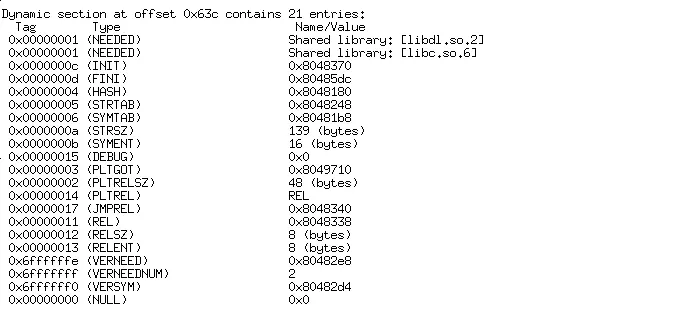 Dynamic section at offset 0x63c contains 21 entries:
Tag Type Name/Value
0x00000001 (NEEDED) Shared library: [libdl.so.2]
0x00000001 (NEEDED) Shared library: [libc.so.6]
0x0000000c (INIT) 0x8048370
0x0000000d (FINI) 0x80485dc
0x00000004 (HASH) 0x8048180
0x00000005 (STRTAB) 0x8048248
0x00000006 (SYMTAB) 0x80481b8
0x0000000a (STRSZ) 139 (bytes)
0x0000000b (SYMENT) 16 (bytes)
0x00000015 (DEBUG) 0x0
0x00000003 (PLTGOT) 0x8049710
0x00000002 (PLTRELSZ) 48 (bytes)
0x00000014 (PLTREL) REL
0x00000017 (JMPREL) 0x8048340
0x00000011 (REL) 0x8048338
0x00000012 (RELSZ) 8 (bytes)
0x00000013 (RELENT) 8 (bytes)
0x6ffffffe (VERNEED) 0x80482e8
0x6fffffff (VERNEEDNUM) 2
0x6ffffff0 (VERSYM) 0x80482d4
0x00000000 (NULL) 0x0